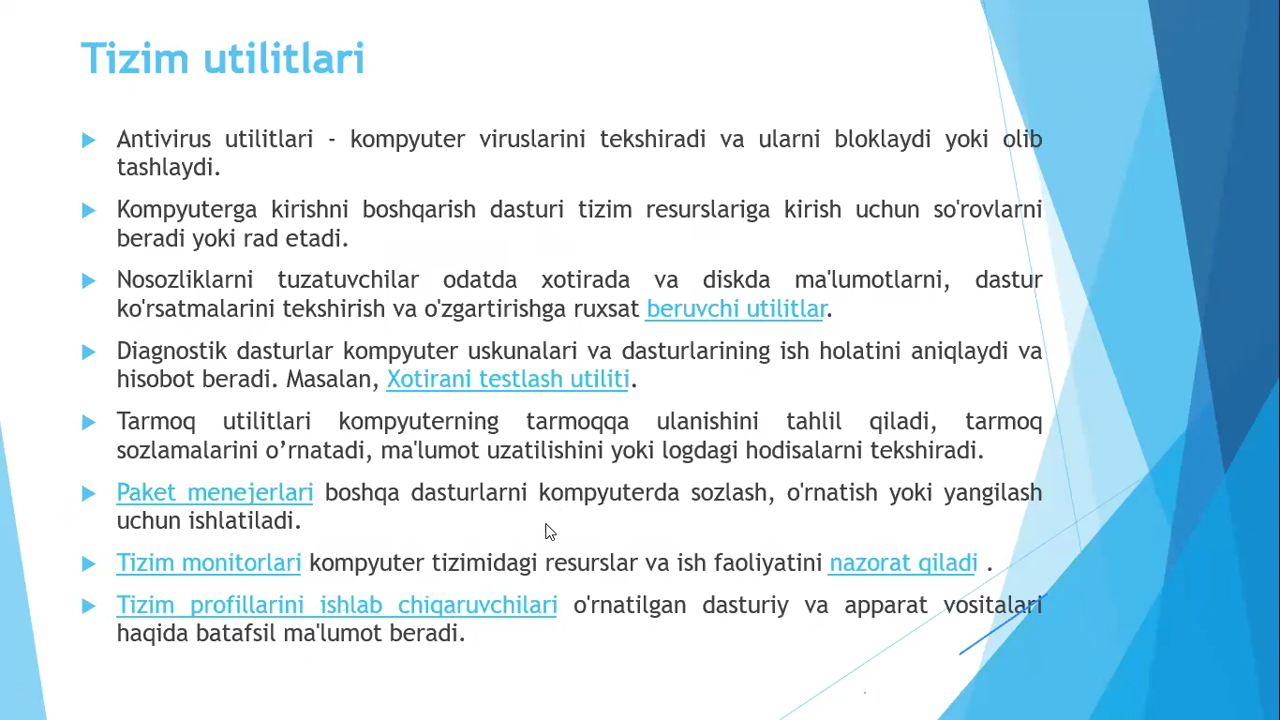 Tizim utilitlari
Antivirus utilitlari - kompyuter viruslarini tekshiradi va ularni bloklaydi yoki olib
tashlaydi.
Kompyuterga kirishni boshqarish dasturi tizim resurslariga kirish uchun so'rovlarni
beradi yoki rad etadi.
Nosozliklarni tuzatuvchilar odatda xotirada va diskda ma'lumotlarni, dastur
ko'rsatmalarini tekshirish va o'zgartirishga ruxsat beruvchi utilitlar.
Diagnostik dasturlar kompyuter uskunalari va dasturlarining ish holatini aniqlaydi va
hisobot beradi. Masalan, Xotirani testlash utiliti.
Tarmoq utilitlari kompyuterning tarmoqqa ulanishini tahlil qiladi, tarmoq
sozlamalarini o’rnatadi, ma'lumot uzatilishini yoki logdagi hodisalarni tekshiradi.
Paket menejerlari boshqa dasturlarni kompyuterda sozlash, o'rnatish yoki yangilash
uchun ishlatiladi.
Tizim monitorlari kompyuter tizimidagi resurslar va ish faoliyatini nazorat qiladi .
Tizim profillarini ishlab chiqaruvchilari o'rnatilgan dasturiy va apparat vositalari
haqida batafsil ma'lumot beradi.